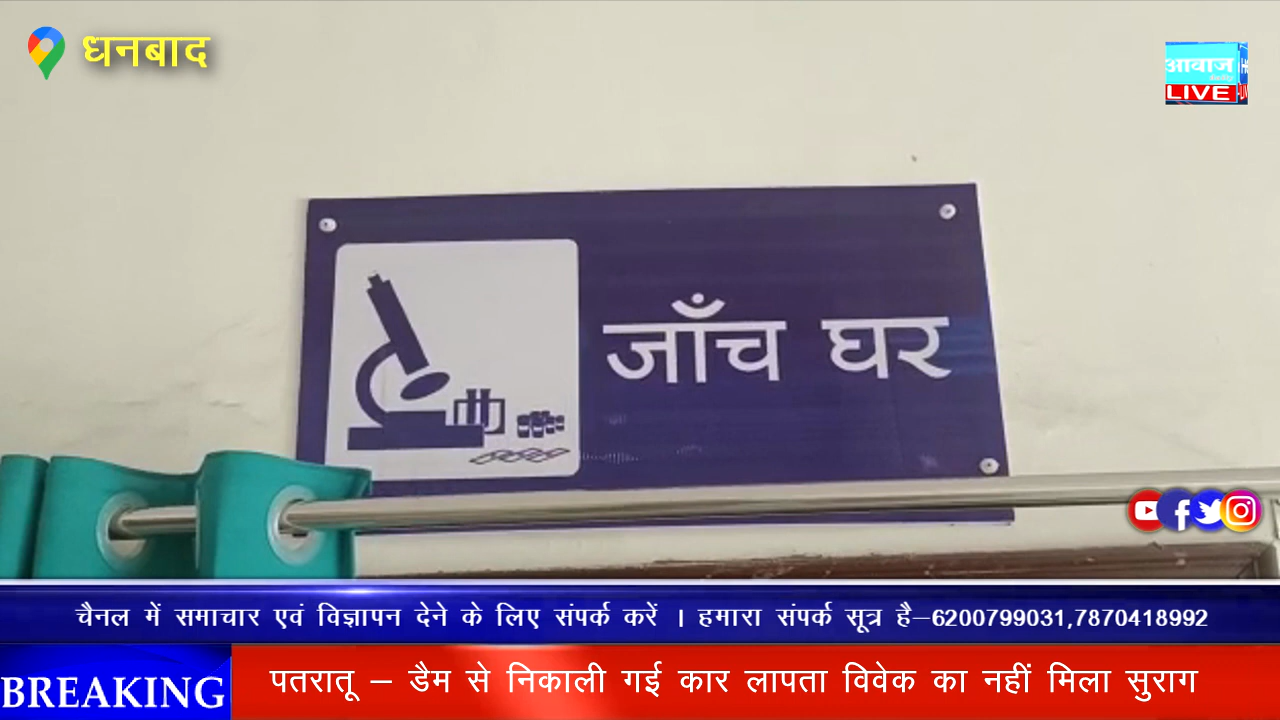 धनबाद
आवाज
LIVE
जाँच घर
चैनल में समाचार एवं विज्ञापन देने के लिए संपर्क करें । हमारा संपर्क सूत्र है–6200799031,7870418992
BREAKING
पतरातू – डैम से निकाली गई कार लापता विवेक का नहीं मिला सुराग